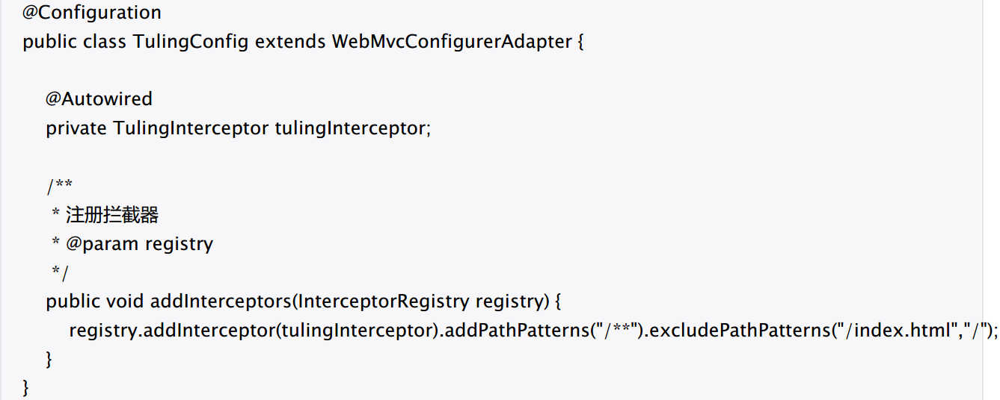 @Configuration
public class TulingConfig extends WebMvcConfigurerAdapter {
@Autowired
private TulingInterceptor tulingInterceptor;
/**
* 注册拦截器
* @param registry
*/
public void addInterceptors(InterceptorRegistry registry) {
registry.addInterceptor(tulingInterceptor).addPathPatterns("/**").excludePathPatterns("/index.html","/");
}
}